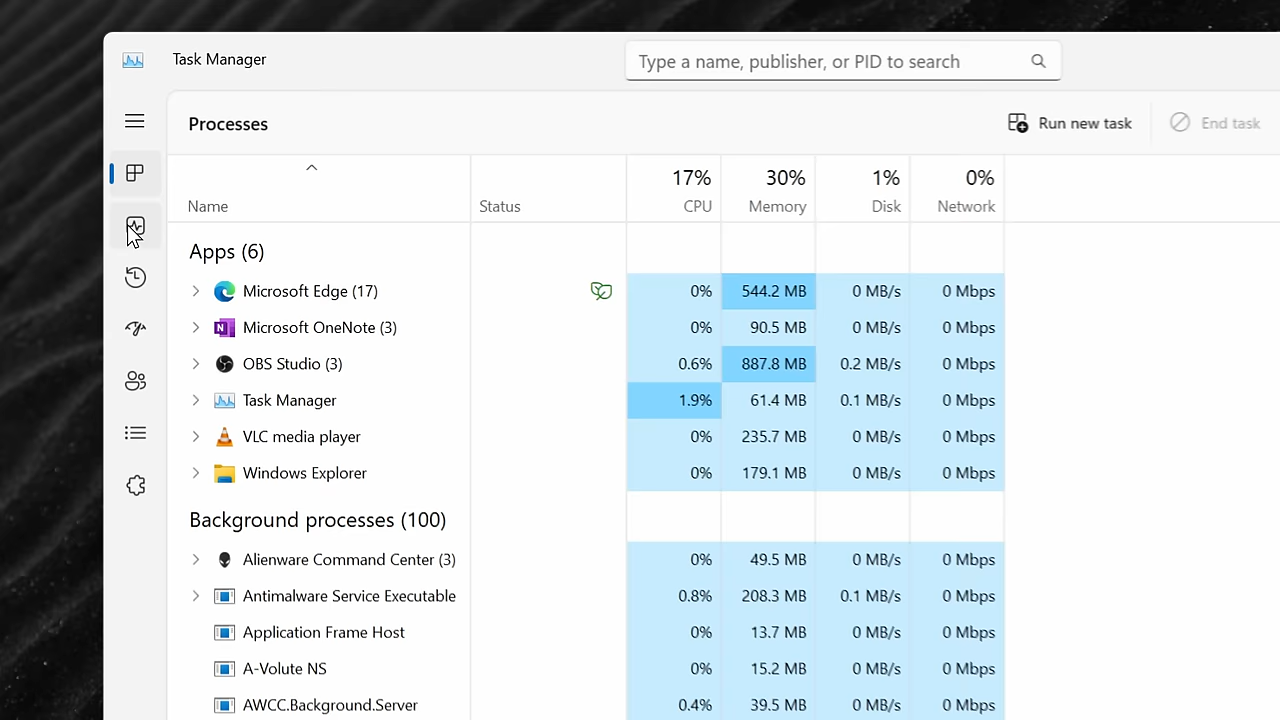 Task Manager
Type a name, publisher, or PID to search
Processes
Run new task
End task
17% 30% 1% 0%
Name Status CPU Memory Disk Network
Apps (6)
Microsoft Edge (17) 0% 544.2 MB 0 MB/s 0 Mbps
Microsoft OneNote (3) 0% 90.5 MB 0 MB/s 0 Mbps
OBS Studio (3) 0.6% 887.8 MB 0.2 MB/s 0 Mbps
Task Manager 1.9% 61.4 MB 0.1 MB/s 0 Mbps
VLC media player 0% 235.7 MB 0 MB/s 0 Mbps
Windows Explorer 0% 179.1 MB 0 MB/s 0 Mbps
Background processes (100)
Alienware Command Center (3) 0% 49.5 MB 0 MB/s 0 Mbps
Antimalware Service Executable 0.8% 208.3 MB 0.1 MB/s 0 Mbps
Application Frame Host 0% 13.7 MB 0 MB/s 0 Mbps
A-Volute NS 0% 15.2 MB 0 MB/s 0 Mbps
AWCC.Background.Server 0.4% 39.5 MB 0 MB/s 0 Mbps